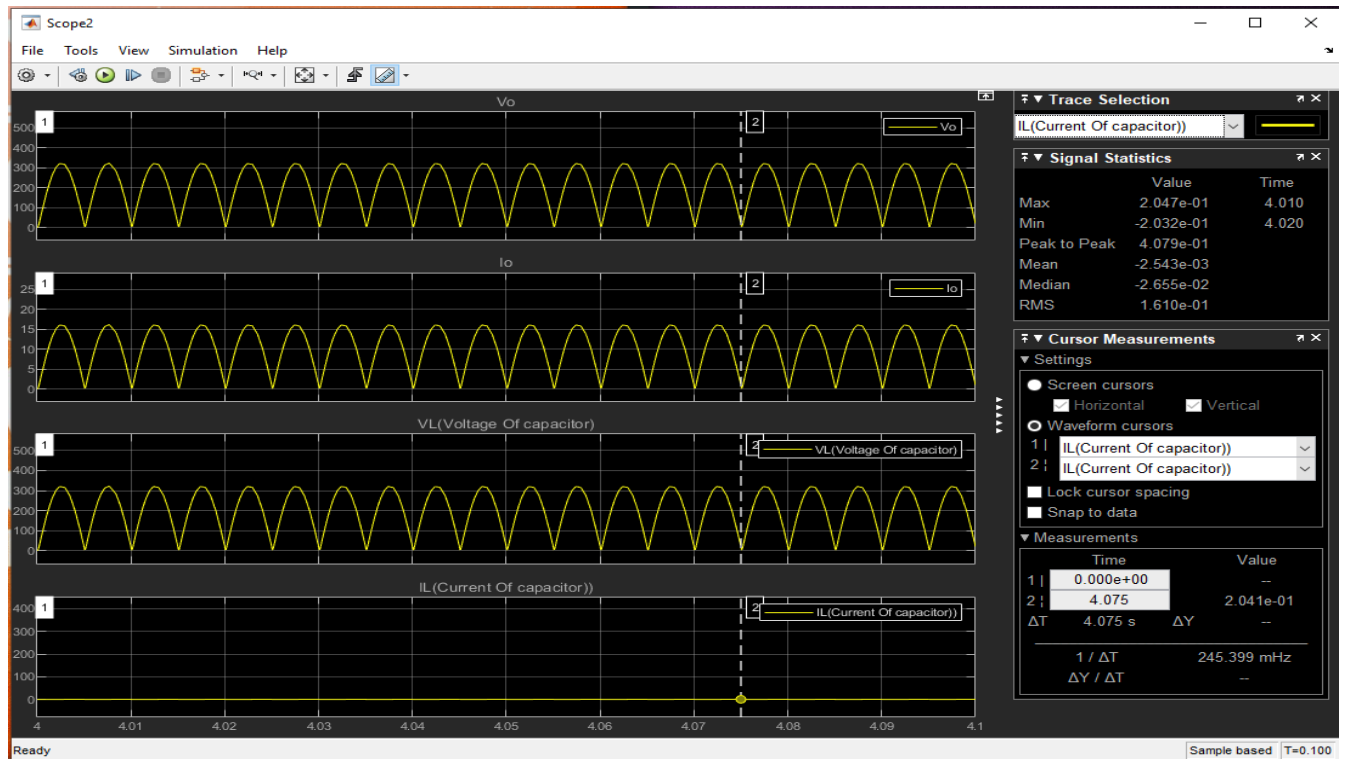 Scope2
File Tools View Simulation Help
Vo
500
400
300
200
100
0
1
2
Vo
Io
25
20
15
10
5
0
1
2
Io
VL(Voltage Of capacitor)
500
400
300
200
100
0
1
2
VL(Voltage Of capacitor)
IL(Current Of capacitor))
400
300
200
100
0
1
2
IL(Current Of capacitor))
4 4.01 4.02 4.03 4.04 4.05 4.06 4.07 4.08 4.09 4.1
Trace Selection
IL(Current Of capacitor))
Signal Statistics
Value Time
Max 2.047e-01 4.010
Min -2.032e-01 4.020
Peak to Peak 4.079e-01
Mean -2.543e-03
Median -2.655e-02
RMS 1.610e-01
Cursor Measurements
Settings
Screen cursors
Horizontal Vertical
Waveform cursors
1 | IL(Current Of capacitor))
2 ¦ IL(Current Of capacitor))
Lock cursor spacing
Snap to data
Measurements
Time Value
1 | 0.000e+00 --
2 ¦ 4.075 2.041e-01
ΔT 4.075 s ΔY --
1 / ΔT 245.399 mHz
ΔY / ΔT --
Ready
Sample based T=0.100